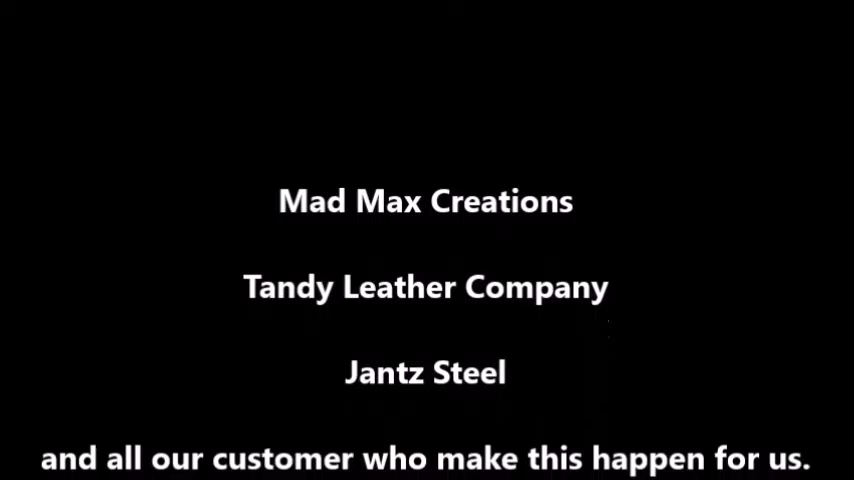 Mad Max Creations
Tandy Leather Company
Jantz Steel
and all our customer who make this happen for us.